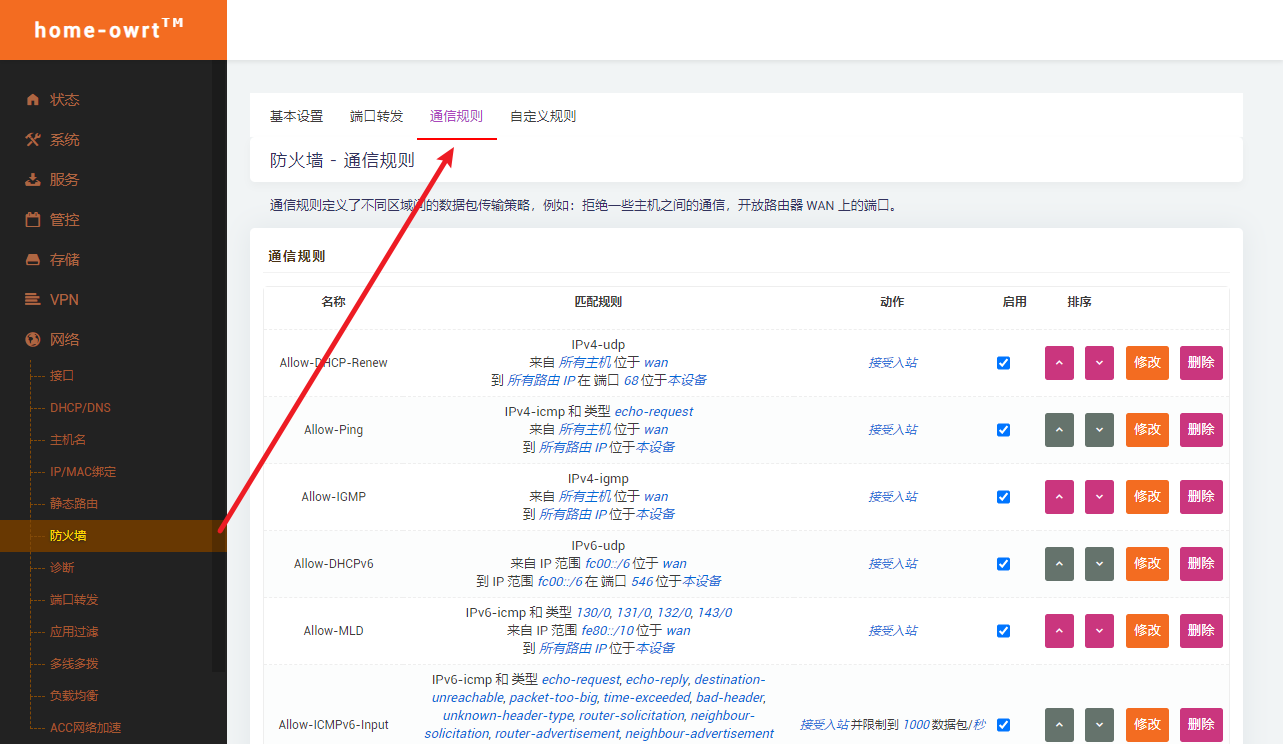 home-owrt™
状态
系统
服务
管控
存储
VPN
网络
接口
DHCP/DNS
主机名
IP/MAC绑定
静态路由
防火墙
诊断
端口转发
应用过滤
多线多拨
负载均衡
ACC网络加速
基本设置 端口转发 通信规则 自定义规则
防火墙 - 通信规则
通信规则定义了不同区域间的数据包传输策略，例如：拒绝一些主机之间的通信，开放路由器 WAN 上的端口。
通信规则
名称 匹配规则 动作 启用 排序
IPv4-udp
来自 所有主机 位于 wan
到 所有路由 IP 在 端口 68 位于本设备
Allow-DHCP-Renew 接受入站 修改 删除
IPv4-icmp 和 类型 echo-request
来自 所有主机 位于 wan
到 所有路由 IP 位于本设备
Allow-Ping 接受入站 修改 删除
IPv4-igmp
来自 所有主机 位于 wan
到 所有路由 IP 位于本设备
Allow-IGMP 接受入站 修改 删除
IPv6-udp
来自 IP 范围 fc00::/6 位于 wan
到 IP 范围 fc00::/6 在 端口 546 位于本设备
Allow-DHCPv6 接受入站 修改 删除
IPv6-icmp 和 类型 130/0, 131/0, 132/0, 143/0
来自 IP 范围 fe80::/10 位于 wan
到 所有路由 IP 位于本设备
Allow-MLD 接受入站 修改 删除
IPv6-icmp 和 类型 echo-request, echo-reply, destination-
unreachable, packet-too-big, time-exceeded, bad-header,
unknown-header-type, router-solicitation, neighbour-
solicitation, router-advertisement, neighbour-advertisement
Allow-ICMPv6-Input 接受入站 并限制到 1000 数据包/秒 修改 删除